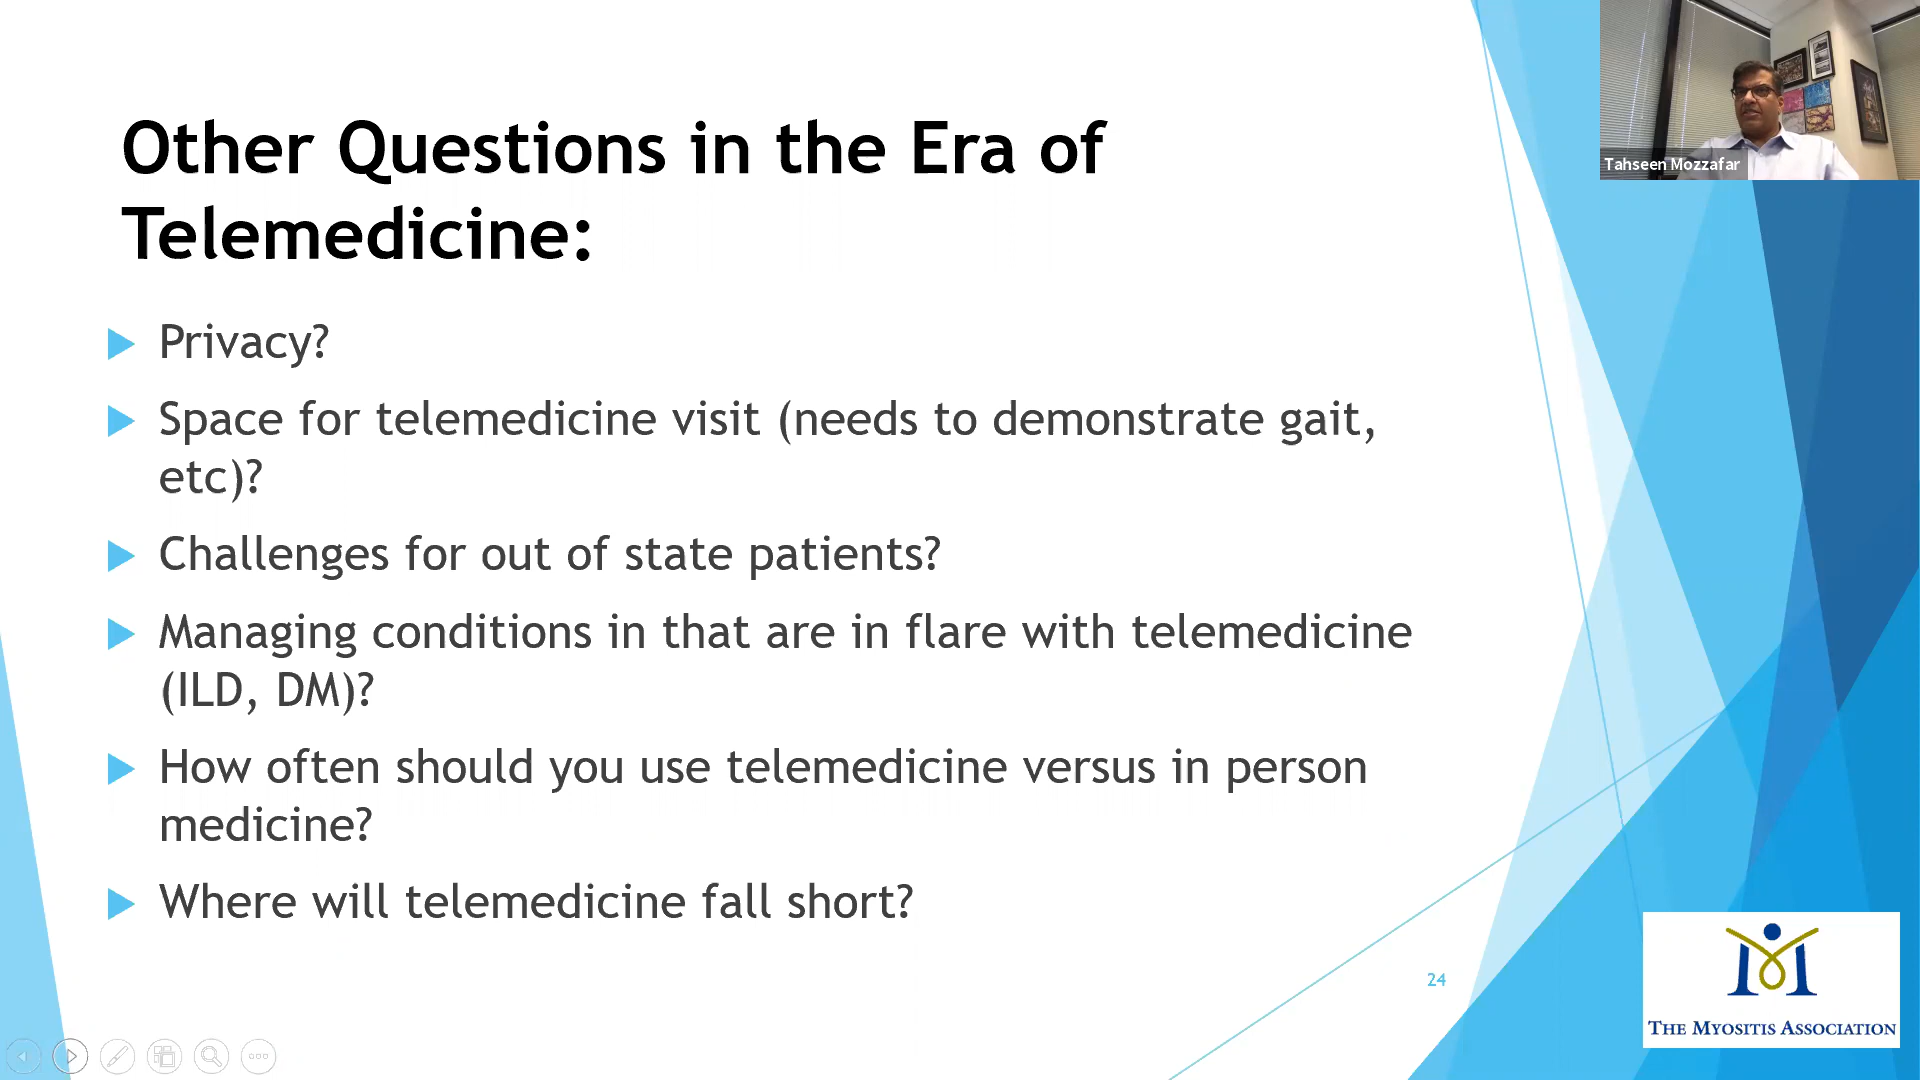 Tahseen Mozzafar
Other Questions in the Era of
Telemedicine:
Privacy?
Space for telemedicine visit (needs to demonstrate gait,
etc)?
Challenges for out of state patients?
Managing conditions in that are in flare with telemedicine
(ILD, DM)?
How often should you use telemedicine versus in person
medicine?
Where will telemedicine fall short?
24
THE MYOSITIS ASSOCIATION